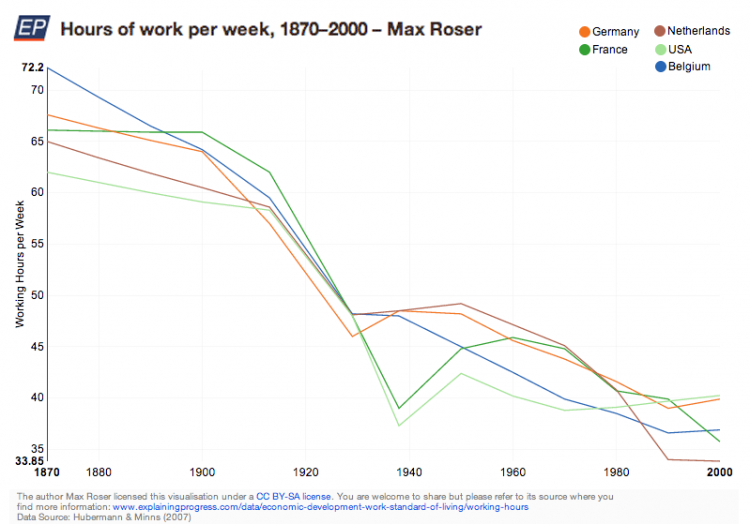 EP Hours of work per week, 1870–2000 – Max Roser
Germany Netherlands
France USA
Belgium
72.2
70
65
60
55
50
45
40
35
33.85
Working Hours per Week
1870 1880 1900 1920 1940 1960 1980 2000
The author Max Roser licensed this visualisation under a CC BY-SA license. You are welcome to share but please refer to its source where you
find more information: www.explainingprogress.com/data/economic-development-work-standard-of-living/working-hours
Data Source: Hubermann & Minns (2007)